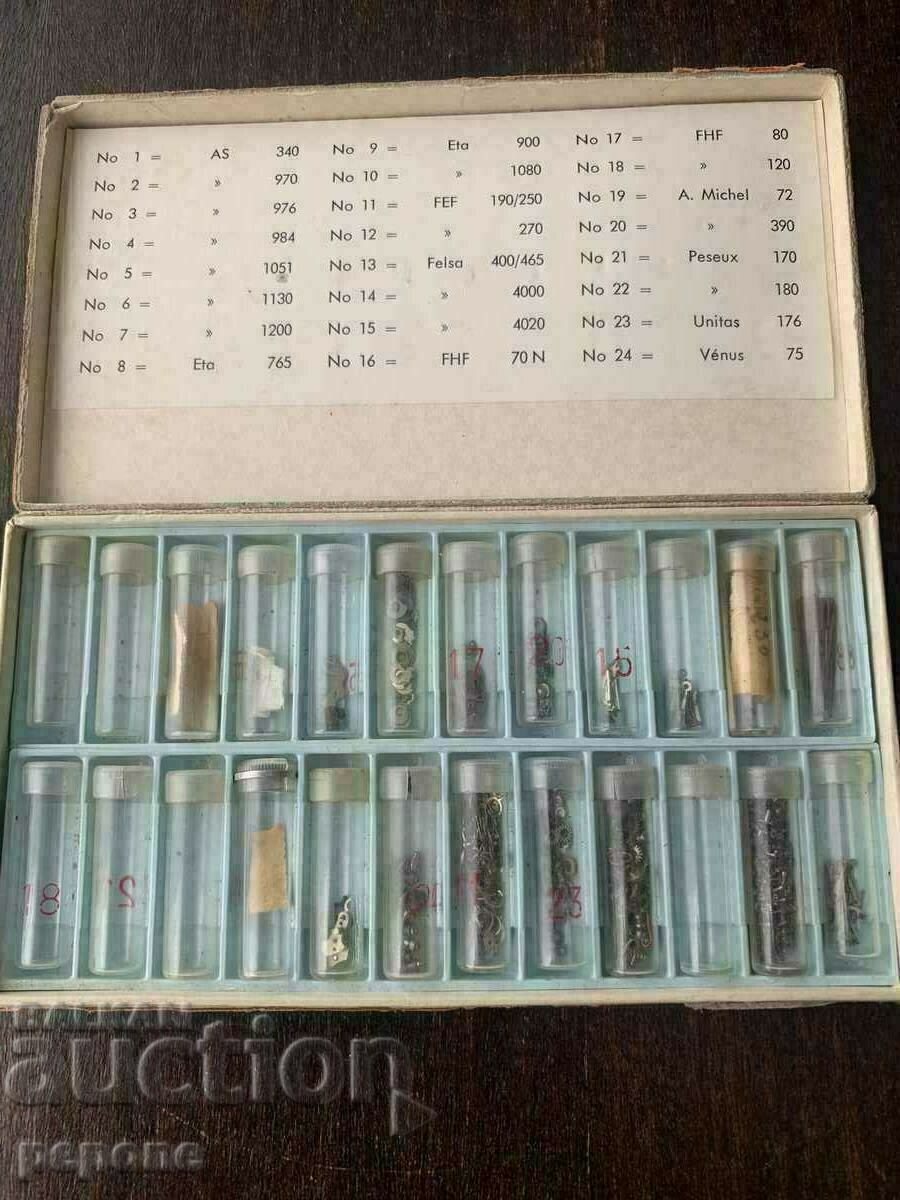 No 1 = AS 340
No 2 = » 970
No 3 = » 976
No 4 = » 984
No 5 = » 1051
No 6 = » 1130
No 7 = » 1200
No 8 = Eta 765
No 9 = Eta 900
No 10 = » 1080
No 11 = FEF 190/250
No 12 = » 270
No 13 = Felsa 400/465
No 14 = » 4000
No 15 = » 4020
No 16 = FHF 70 N
No 17 = FHF 80
No 18 = » 120
No 19 = A. Michel 72
No 20 = » 390
No 21 = Peseux 170
No 22 = » 180
No 23 = Unitas 176
No 24 = Vénus 75
17
20
15
18
23
BALKAN
auction
pepone